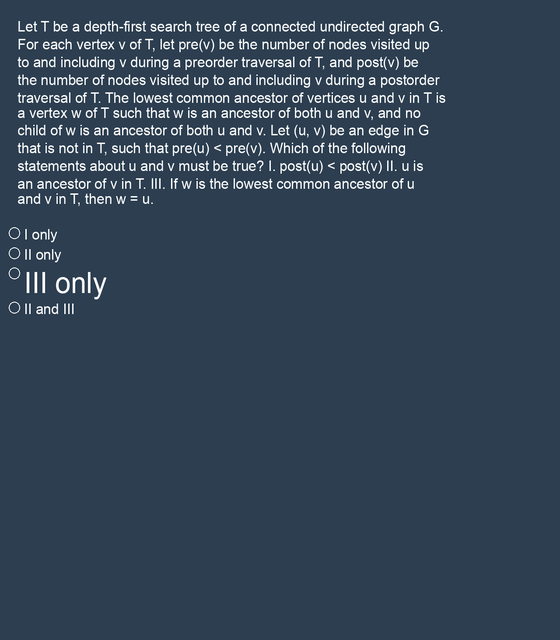 Let T be a depth-first search tree of a connected undirected graph G.
For each vertex v of T, let pre(v) be the number of nodes visited up
to and including v during a preorder traversal of T, and post(v) be
the number of nodes visited up to and including v during a postorder
traversal of T. The lowest common ancestor of vertices u and v in T is
a vertex w of T such that w is an ancestor of both u and v, and no
child of w is an ancestor of both u and v. Let (u, v) be an edge in G
that is not in T, such that pre(u) < pre(v). Which of the following
statements about u and v must be true? I. post(u) < post(v) II. u is
an ancestor of v in T. III. If w is the lowest common ancestor of u
and v in T, then w = u.
I only
II only
III only
II and III